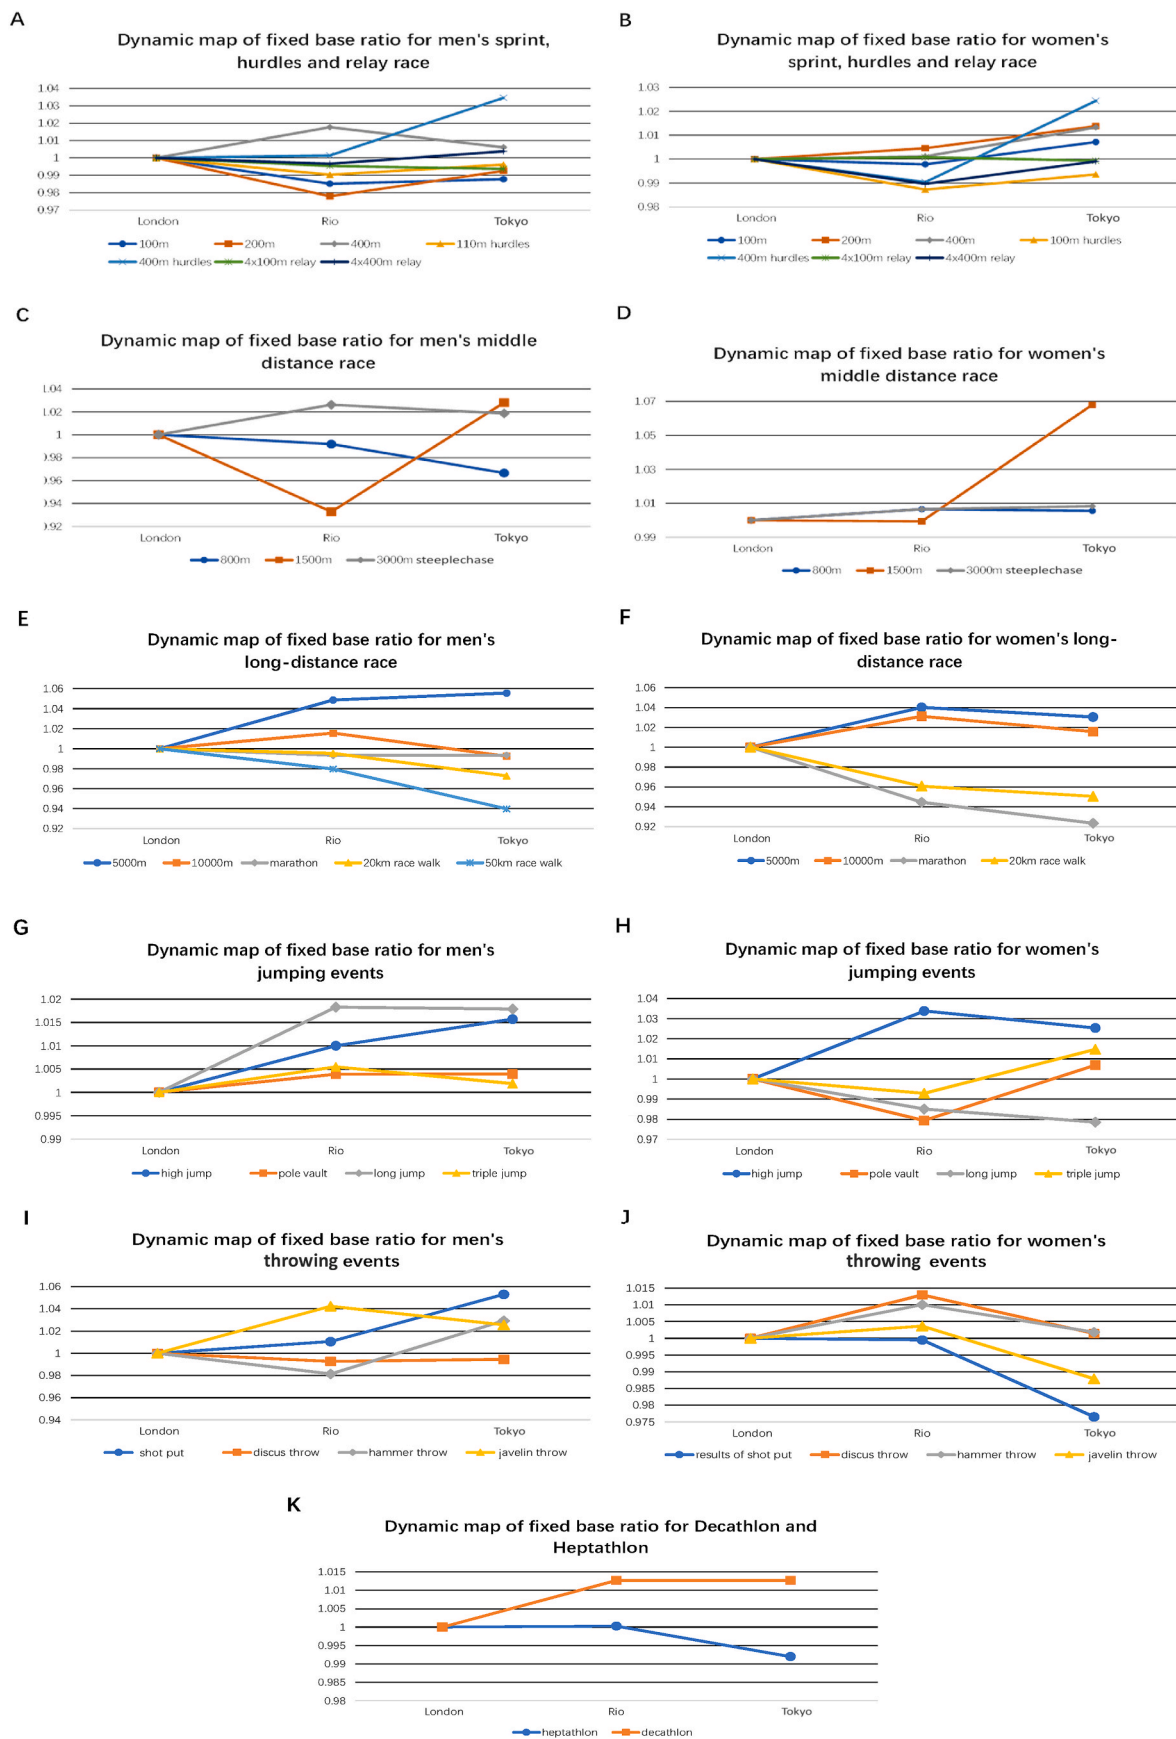 A
Dynamic map of fixed base ratio for men's sprint,
hurdles and relay race
1.04
1.03
1.02
1.01
1
0.99
0.98
0.97
London Rio Tokyo
100m 200m 400m 110m hurdles
400m hurdles 4x100m relay 4x400m relay
B
Dynamic map of fixed base ratio for women's
sprint, hurdles and relay race
1.03
1.02
1.01
1
0.99
0.98
London Rio Tokyo
100m 200m 400m 100m hurdles
400m hurdles 4x100m relay 4x400m relay
C
Dynamic map of fixed base ratio for men's middle
distance race
1.04
1.02
1
0.98
0.96
0.94
0.92
London Rio Tokyo
800m 1500m 3000m steeplechase
D
Dynamic map of fixed base ratio for women's
middle distance race
1.07
1.05
1.03
1.01
0.99
London Rio Tokyo
800m 1500m 3000m steeplechase
E
Dynamic map of fixed base ratio for men's
long-distance race
1.06
1.04
1.02
1
0.98
0.96
0.94
0.92
London Rio Tokyo
5000m 10000m marathon 20km race walk 50km race walk
F
Dynamic map of fixed base ratio for women's long-
distance race
1.06
1.04
1.02
1
0.98
0.96
0.94
0.92
London Rio Tokyo
5000m 10000m marathon 20km race walk
G
Dynamic map of fixed base ratio for men's
jumping events
1.02
1.015
1.01
1.005
1
0.995
0.99
London Rio Tokyo
high jump pole vault long jump triple jump
H
Dynamic map of fixed base ratio for women's
jumping events
1.04
1.03
1.02
1.01
1
0.99
0.98
0.97
London Rio Tokyo
high jump pole vault long jump triple jump
I
Dynamic map of fixed base ratio for men's
throwing events
1.06
1.04
1.02
1
0.98
0.96
0.94
London Rio Tokyo
shot put discus throw hammer throw javelin throw
J
Dynamic map of fixed base ratio for women's
throwing events
1.015
1.01
1.005
1
0.995
0.99
0.985
0.98
0.975
London Rio Tokyo
results of shot put discus throw hammer throw javelin throw
K
Dynamic map of fixed base ratio for Decathlon and
Heptathlon
1.015
1.01
1.005
1
0.995
0.99
0.985
0.98
London Rio Tokyo
heptathlon decathlon